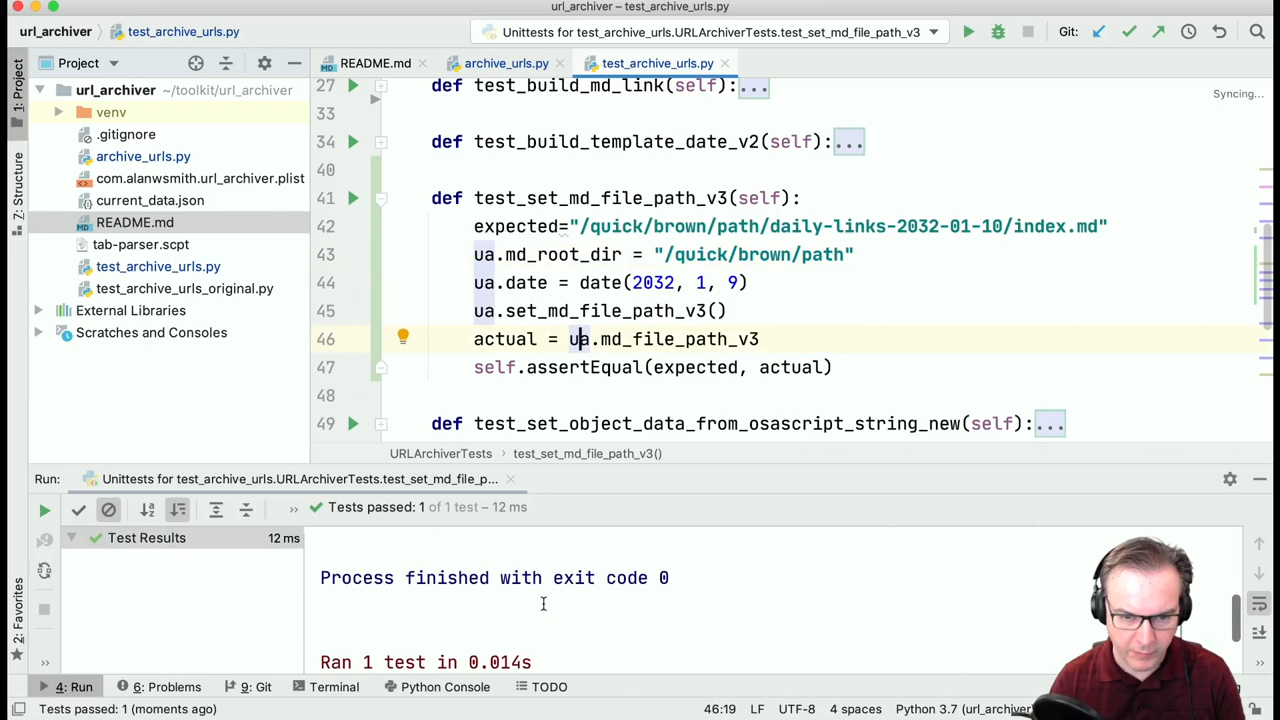 url_archiver – test_archive_urls.py
url_archiver
test_archive_urls.py
Unittests for test_archive_urls.URLArchiverTests.test_set_md_file_path_v3
Git:
1: Project
7: Structure
2: Favorites
Project
url_archiver ~/toolkit/url_archiver
venv
.gitignore
archive_urls.py
com.alanwsmith.url_archiver.plist
current_data.json
README.md
tab-parser.scpt
test_archive_urls.py
test_archive_urls_original.py
External Libraries
Scratches and Consoles
README.md
archive_urls.py
test_archive_urls.py
Syncing...
27 def test_build_md_link(self):...
33
34 def test_build_template_date_v2(self):...
40
41 def test_set_md_file_path_v3(self):
42 expected="/quick/brown/path/daily-links-2032-01-10/index.md"
43 ua.md_root_dir = "/quick/brown/path"
44 ua.date = date(2032, 1, 9)
45 ua.set_md_file_path_v3()
46 actual = ua.md_file_path_v3
47 self.assertEqual(expected, actual)
48
49 def test_set_object_data_from_osascript_string_new(self):...
URLArchiverTests
test_set_md_file_path_v3()
Run:
Unittests for test_archive_urls.URLArchiverTests.test_set_md_file_p...
Tests passed: 1 of 1 test – 12 ms
Test Results 12 ms
Process finished with exit code 0
Ran 1 test in 0.014s
4: Run
6: Problems
9: Git
Terminal
Python Console
TODO
Tests passed: 1 (moments ago)
46:19
LF
UTF-8
4 spaces
Python 3.7 (url_archiver)